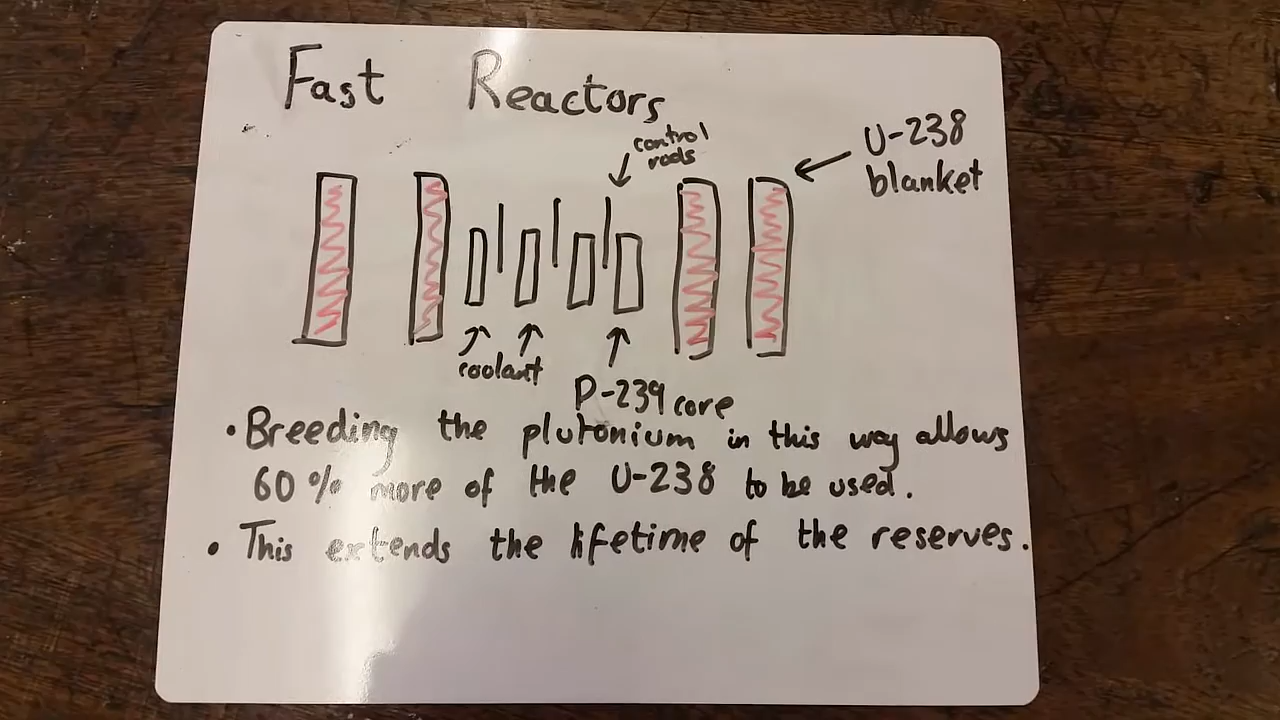 Fast Reactors
control
rods
U-238
blanket
coolant
P-239 core
• Breeding the plutonium in this way allows
60% more of the U-238 to be used.
• This extends the lifetime of the reserves.